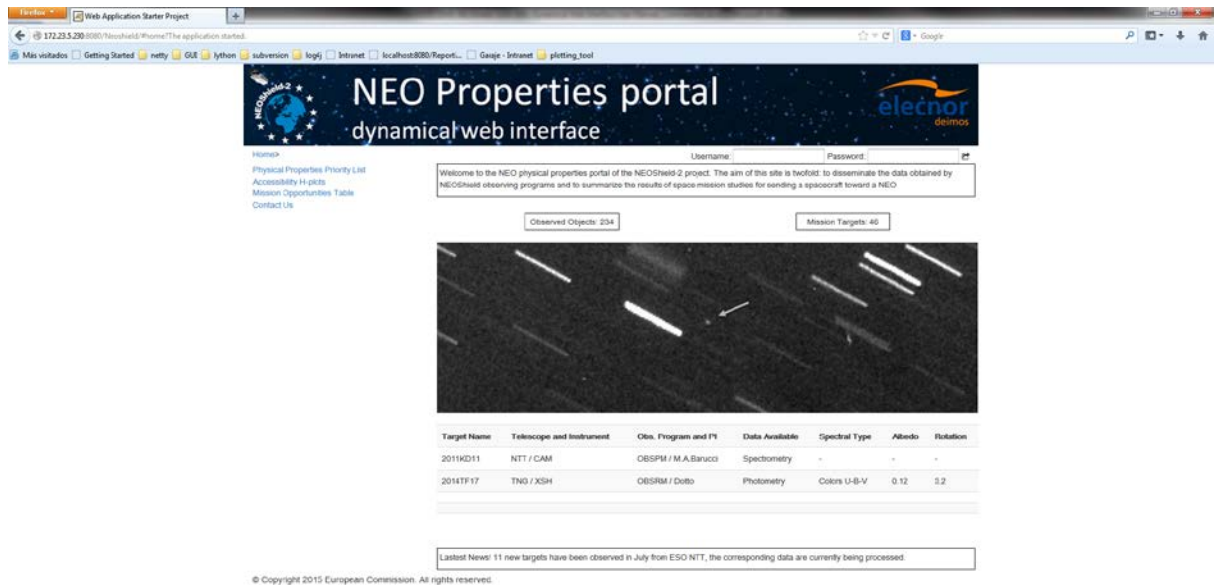 Firefox
Web Application Starter Project
172.23.5.230:8080/Neoshield/#home?The application started.
Google
Más visitados Getting Started netty GUI Iython subversion log4j Intranet localhost:8080/Reporti... Garaje - Intranet plotting_tool
NEOShield-2
NEO Properties portal
dynamical web interface
elecnor
deimos
Home>
Username: Password:
Physical Properties Priority List
Accessibility H-plots
Mission Opportunities Table
Contact Us
Welcome to the NEO physical properties portal of the NEOShield-2 project. The aim of this site is twofold: to disseminate the data obtained by
NEOShield observing programs and to summarize the results of space mission studies for sending a spacecraft toward a NEO
Observed Objects: 234 Mission Targets: 46
Target Name Telescope and Instrument Obs. Program and PI Data Available Spectral Type Albedo Rotation
2011KD11 NTT / CAM OBSPM / M.A.Barucci Spectrometry - - -
2014TF17 TNG / XSH OBSRM / Dotto Photometry Colors U-B-V 0.12 3.2
Lastest News! 11 new targets have been observed in July from ESO NTT, the corresponding data are currently being processed.
© Copyright 2015 European Commission. All rights reserved.